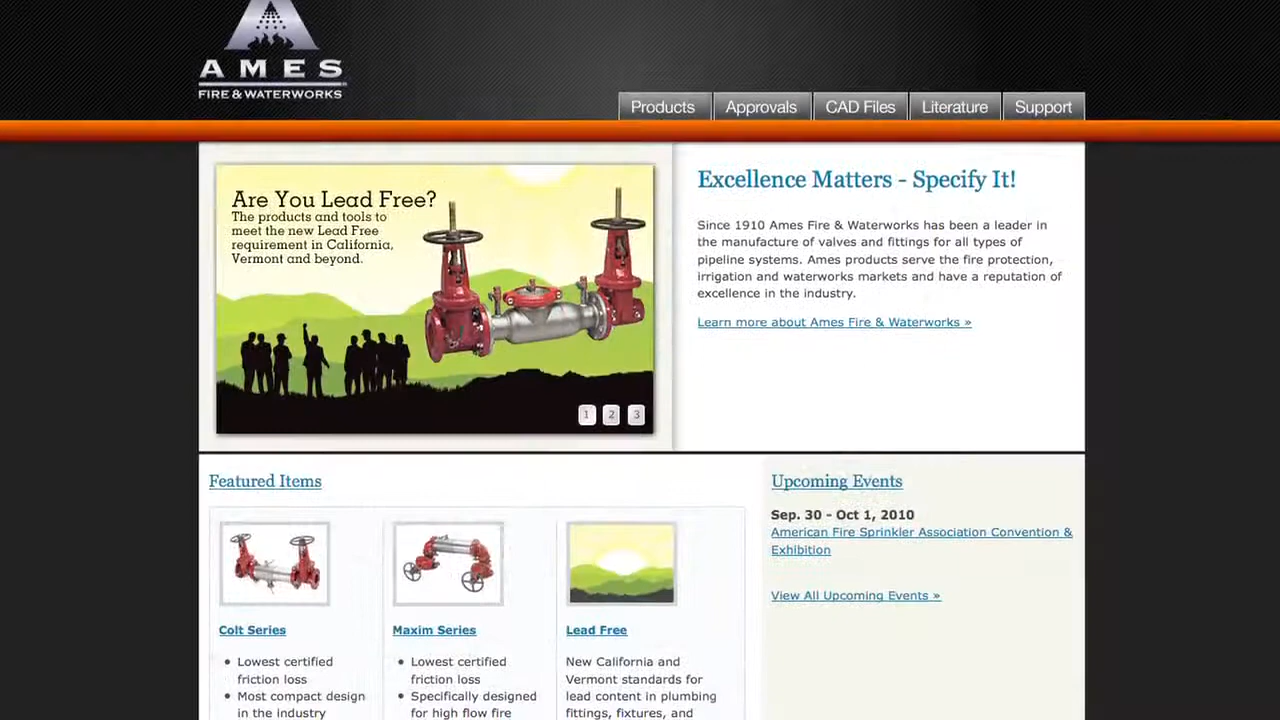 AMES
FIRE & WATERWORKS
Products
Approvals
CAD Files
Literature
Support
Are You Lead Free?
The products and tools to
meet the new Lead Free
requirement in California,
Vermont and beyond.
1 2 3
Excellence Matters - Specify It!
Since 1910 Ames Fire & Waterworks has been a leader in
the manufacture of valves and fittings for all types of
pipeline systems. Ames products serve the fire protection,
irrigation and waterworks markets and have a reputation of
excellence in the industry.
Learn more about Ames Fire & Waterworks »
Featured Items
Colt Series
• Lowest certified
friction loss
• Most compact design
in the industry
Maxim Series
• Lowest certified
friction loss
• Specifically designed
for high flow fire
Lead Free
New California and
Vermont standards for
lead content in plumbing
fittings, fixtures, and
Upcoming Events
Sep. 30 - Oct 1, 2010
American Fire Sprinkler Association Convention &
Exhibition
View All Upcoming Events »